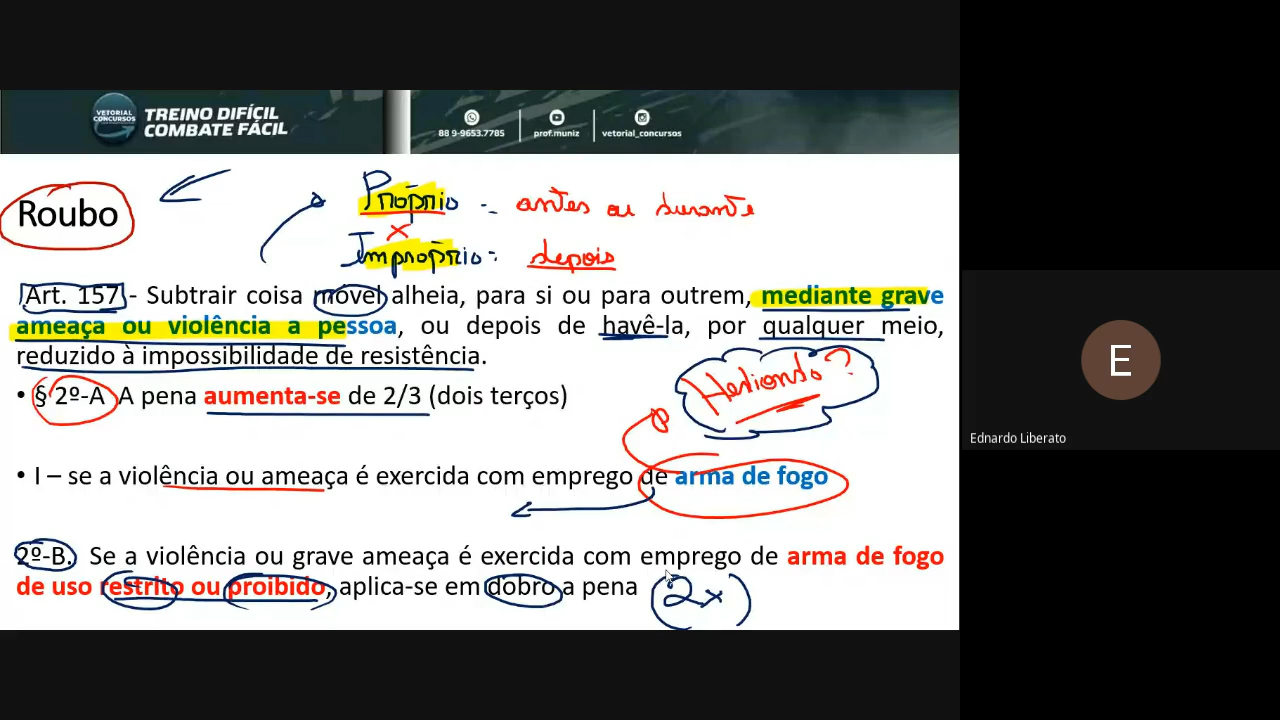 VETORIAL
CONCURSOS
TREINO DIFÍCIL
COMBATE FÁCIL
88 9-9653.7785
prof.muniz
vetorial_concursos
Roubo
Próprio : antes ou durante
x
Impróprio: depois
Art. 157 - Subtrair coisa móvel alheia, para si ou para outrem, mediante grave
ameaça ou violência a pessoa, ou depois de havê-la, por qualquer meio,
reduzido à impossibilidade de resistência.
Hediondo?
• § 2º-A A pena aumenta-se de 2/3 (dois terços)
• I – se a violência ou ameaça é exercida com emprego de arma de fogo
2º-B. Se a violência ou grave ameaça é exercida com emprego de arma de fogo
de uso restrito ou proibido, aplica-se em dobro a pena (2x)
E
Ednardo Liberato